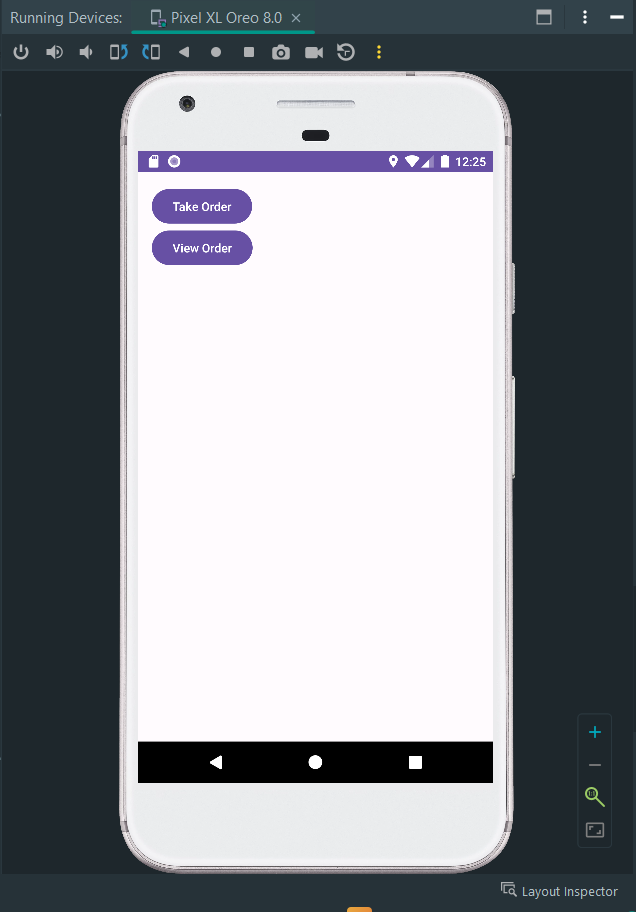 Running Devices: Pixel XL Oreo 8.0
12:25
Take Order
View Order
Layout Inspector